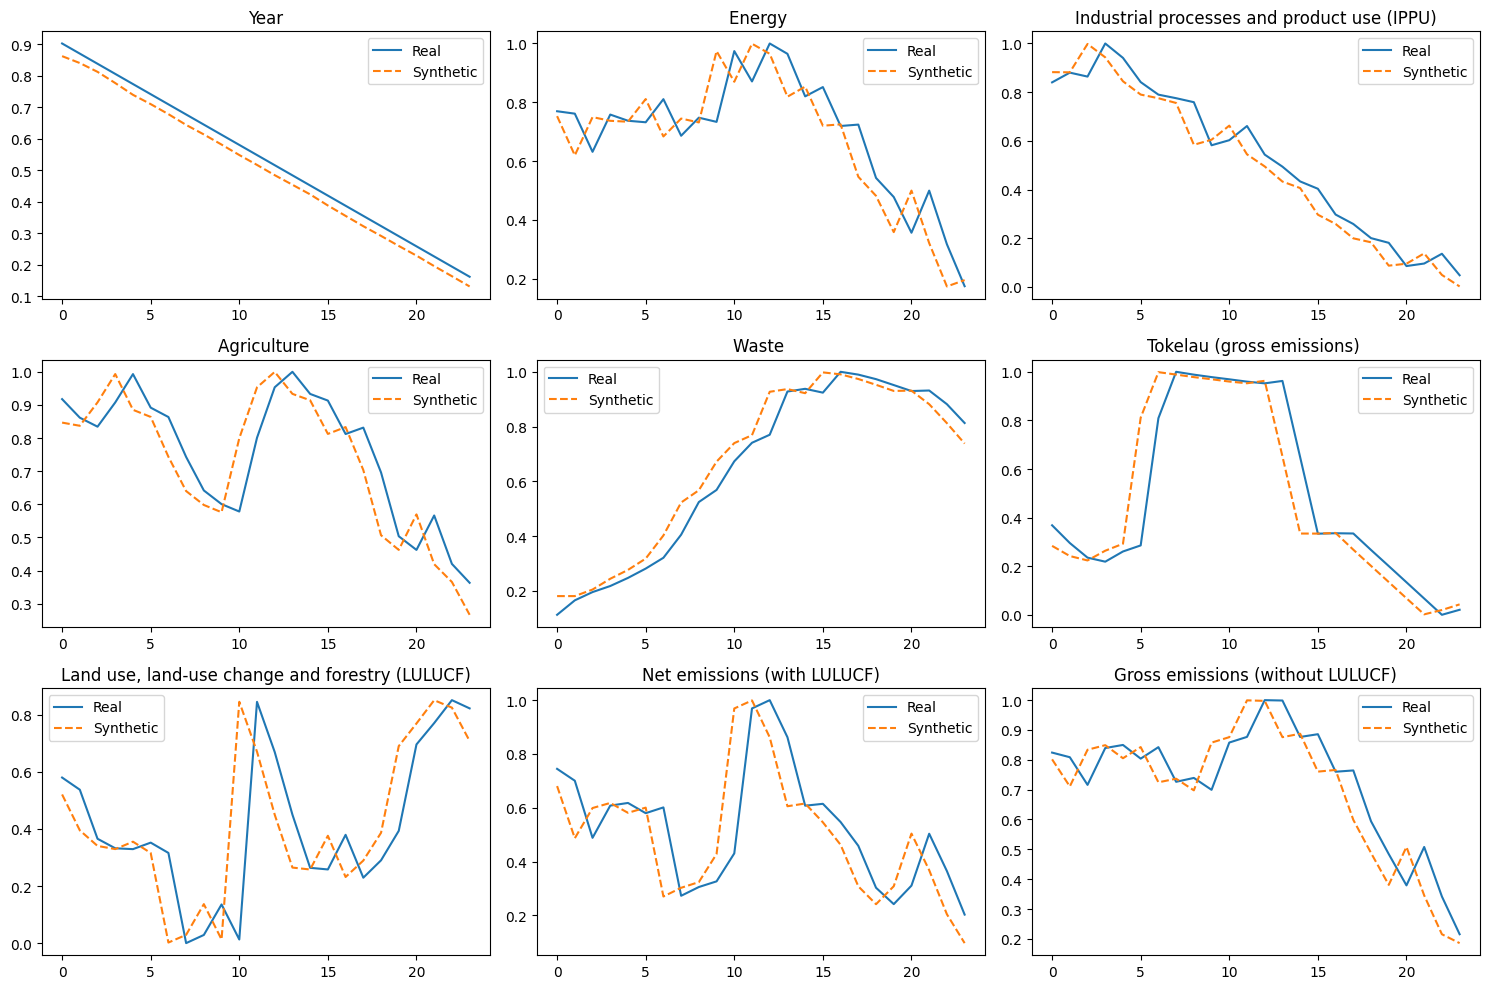 Year
0.9
0.8
0.7
0.6
0.5
0.4
0.3
0.2
0.1
0 5 10 15 20
Real
Synthetic
Energy
1.0
0.8
0.6
0.4
0.2
0 5 10 15 20
Real
Synthetic
Industrial processes and product use (IPPU)
1.0
0.8
0.6
0.4
0.2
0.0
0 5 10 15 20
Real
Synthetic
Agriculture
1.0
0.9
0.8
0.7
0.6
0.5
0.4
0.3
0 5 10 15 20
Real
Synthetic
Waste
1.0
0.8
0.6
0.4
0.2
0 5 10 15 20
Real
Synthetic
Tokelau (gross emissions)
1.0
0.8
0.6
0.4
0.2
0.0
0 5 10 15 20
Real
Synthetic
Land use, land-use change and forestry (LULUCF)
0.8
0.6
0.4
0.2
0.0
0 5 10 15 20
Real
Synthetic
Net emissions (with LULUCF)
1.0
0.8
0.6
0.4
0.2
0 5 10 15 20
Real
Synthetic
Gross emissions (without LULUCF)
1.0
0.9
0.8
0.7
0.6
0.5
0.4
0.3
0.2
0 5 10 15 20
Real
Synthetic